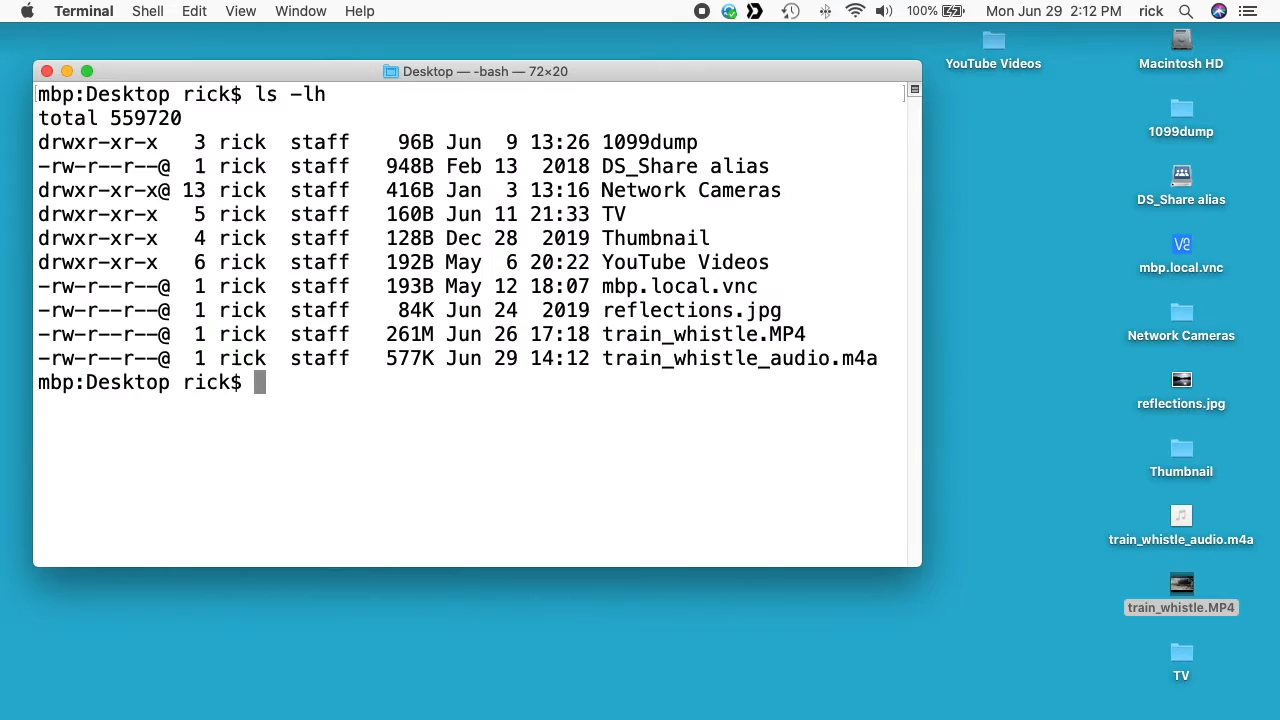 Terminal Shell Edit View Window Help 100% Mon Jun 29 2:12 PM rick
Desktop — -bash — 72×20
mbp:Desktop rick$ ls -lh
total 559720
drwxr-xr-x 3 rick staff 96B Jun 9 13:26 1099dump
-rw-r--r--@ 1 rick staff 948B Feb 13 2018 DS_Share alias
drwxr-xr-x@ 13 rick staff 416B Jan 3 13:16 Network Cameras
drwxr-xr-x 5 rick staff 160B Jun 11 21:33 TV
drwxr-xr-x 4 rick staff 128B Dec 28 2019 Thumbnail
drwxr-xr-x 6 rick staff 192B May 6 20:22 YouTube Videos
-rw-r--r--@ 1 rick staff 193B May 12 18:07 mbp.local.vnc
-rw-r--r--@ 1 rick staff 84K Jun 24 2019 reflections.jpg
-rw-r--r--@ 1 rick staff 261M Jun 26 17:18 train_whistle.MP4
-rw-r--r--@ 1 rick staff 577K Jun 29 14:12 train_whistle_audio.m4a
mbp:Desktop rick$
YouTube Videos
Macintosh HD
1099dump
DS_Share alias
V2
mbp.local.vnc
Network Cameras
reflections.jpg
Thumbnail
train_whistle_audio.m4a
train_whistle.MP4
TV